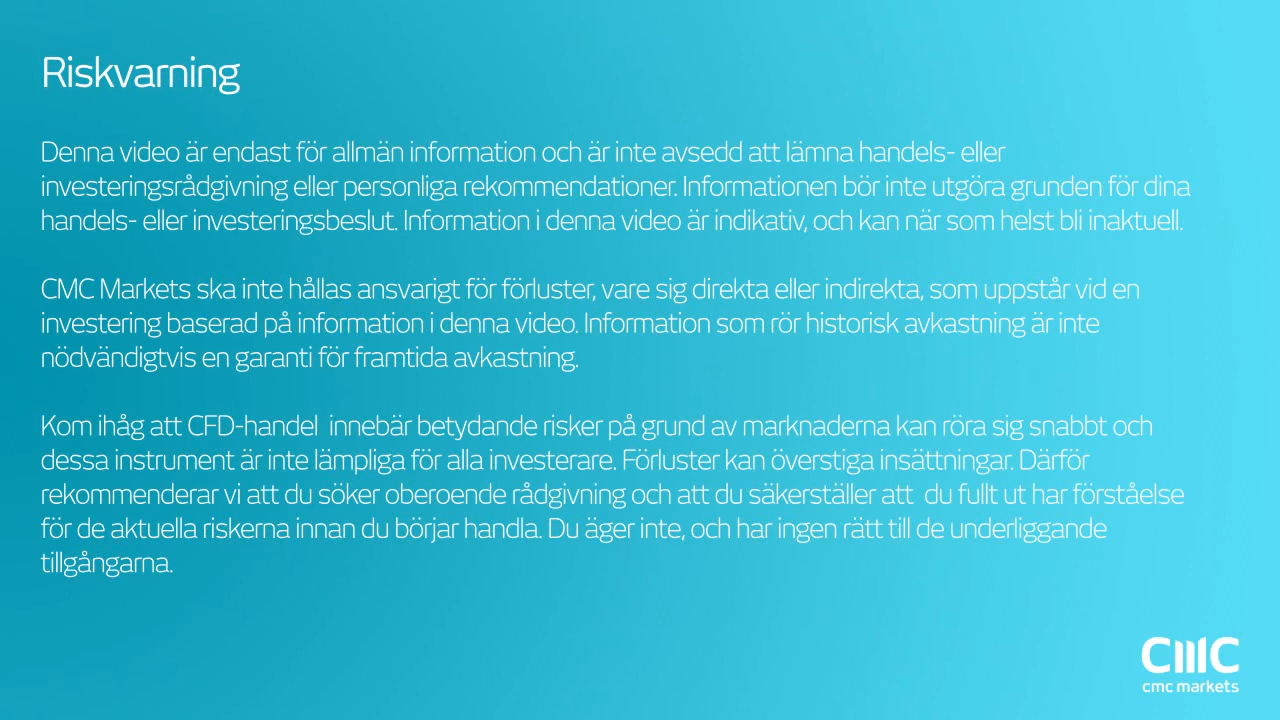 Riskvarning
Denna video är endast för allmän information och är inte avsedd att lämna handels- eller
investeringsrådgivning eller personliga rekommendationer. Informationen bör inte utgöra grunden för dina
handels- eller investeringsbeslut. Information i denna video är indikativ, och kan när som helst bli inaktuell.
CMC Markets ska inte hållas ansvarigt för förluster, vare sig direkta eller indirekta, som uppstår vid en
investering baserad på information i denna video. Information som rör historisk avkastning är inte
nödvändigtvis en garanti för framtida avkastning.
Kom ihåg att CFD-handel  innebär betydande risker på grund av marknaderna kan röra sig snabbt och
dessa instrument är inte lämpliga för alla investerare. Förluster kan överstiga insättningar. Därför
rekommenderar vi att du söker oberoende rådgivning och att du säkerställer att  du fullt ut har förståelse
för de aktuella riskerna innan du börjar handla. Du äger inte, och har ingen rätt till de underliggande
tillgångarna.
CMC
cmc markets